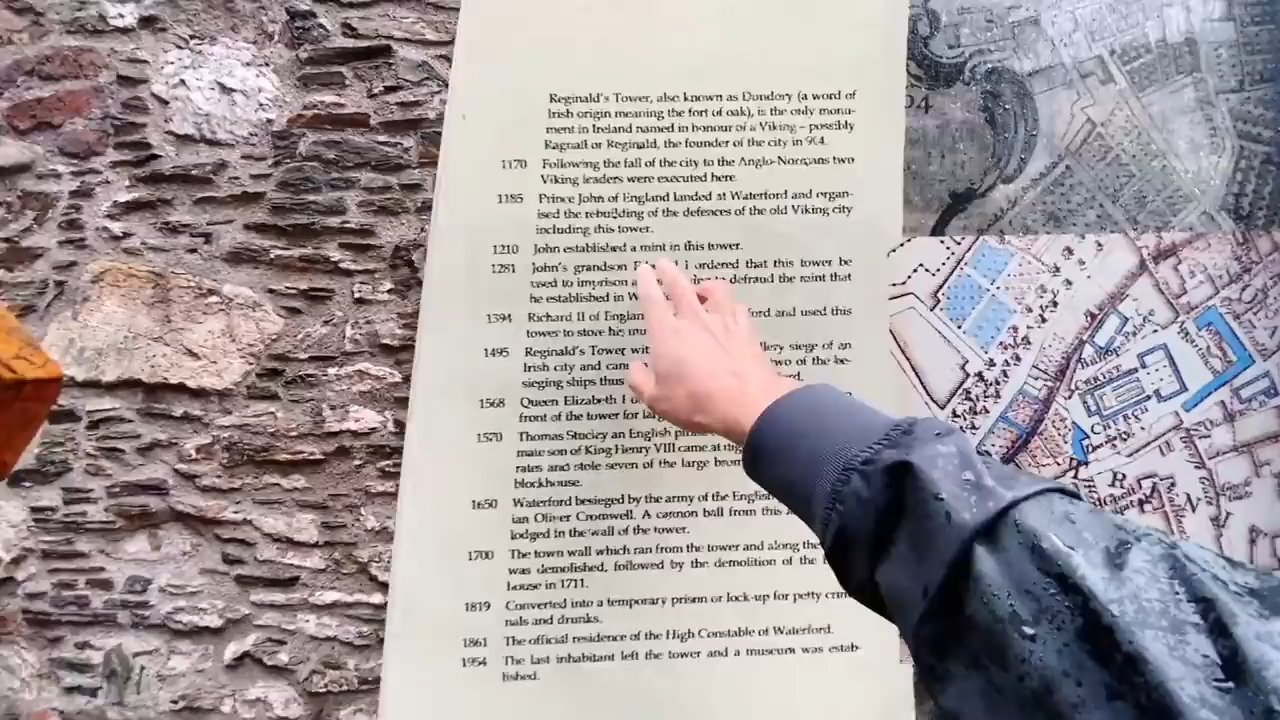 Reginald's Tower, also known as Dundory (a word of
Irish origin meaning the fort of oak), is the only monu-
ment in Ireland named in honour of a Viking – possibly
Ragnall or Reginald, the founder of the city in 914.
1170 Following the fall of the city to the Anglo-Normans two
Viking leaders were executed here.
1185 Prince John of England landed at Waterford and organ-
ised the rebuilding of the defences of the old Viking city
including this tower.
1210 John established a mint in this tower.
1281 John's grandson I ordered that this tower be
used to imprison defraud the mint that
he established in
1394 Richard II of and used this
tower to store his
1495 Reginald's Tower siege of an
Irish city and two of the be-
sieging ships thus
1568 Queen Elizabeth I
front of the tower for
1570 Thomas Stucley an English
mate son of King Henry VIII came at
rates and stole seven of the large
blockhouse.
1650 Waterford besieged by the army of the English
ian Oliver Cromwell. A cannon ball from this
lodged in the wall of the tower.
1700 The town wall which ran from the tower and along the
was demolished, followed by the demolition of the
house in 1711.
1819 Converted into a temporary prison or lock-up for petty crimi-
nals and drunks.
1861 The official residence of the High Constable of Waterford.
1954 The last inhabitant left the tower and a museum was estab-
lished.
Palace
CHRIST
CHURCH